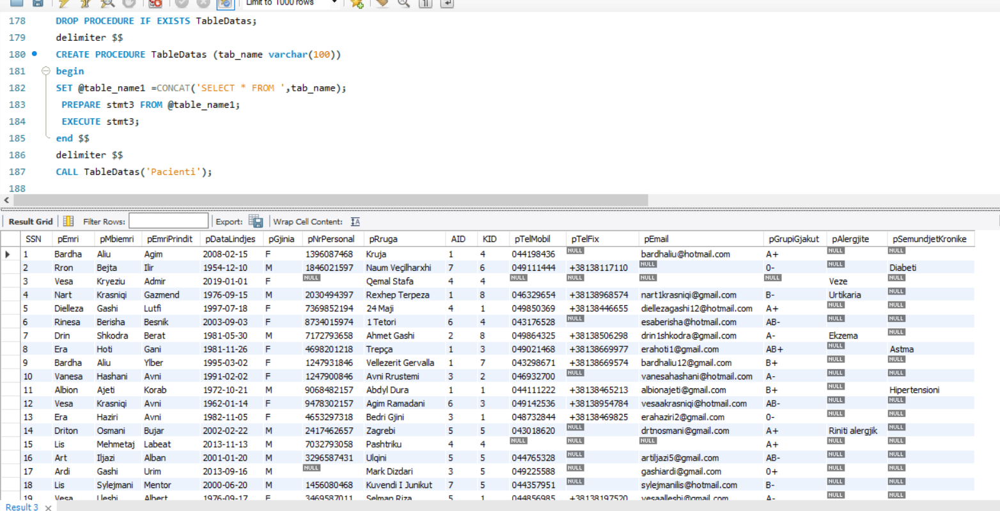 Limit to 1000 rows
178 DROP PROCEDURE IF EXISTS TableDatas;
179 delimiter $$
180 CREATE PROCEDURE TableDatas (tab_name varchar(100))
181 begin
182 SET @table_name1 =CONCAT('SELECT * FROM ',tab_name);
183 PREPARE stmt3 FROM @table_name1;
184 EXECUTE stmt3;
185 end $$
186 delimiter $$
187 CALL TableDatas('Pacienti');
188
Result Grid Filter Rows: Export: Wrap Cell Content: IA
SSN pEmri pMbiemri pEmriPrindit pDataLindjes pGjinia pNrPersonal pRruga AID KID pTelMobil pTelFix pEmail pGrupiGjakut pAlergjite pSemundjetKronike
1 Bardha Aliu Agim 2008-02-15 F 1396087468 Kruja 1 4 044198436 NULL bardhaliu@hotmail.com A+ NULL NULL
2 Rron Bejta Ilir 1954-12-10 M 1846021597 Naum Veçilharxhi 7 6 049111444 +38138117110 NULL 0- NULL Diabeti
3 Vesa Kryeziu Admir 2019-01-01 F NULL Qemal Stafa 4 4 NULL NULL NULL NULL Veze NULL
4 Nart Krasniqi Gazmend 1976-09-15 M 2030494397 Rexhep Terpeza 1 8 046329654 +38138968574 nart1krasniqi@gmail.com B- Urtikaria NULL
5 Dielleza Gashi Lutfi 1997-07-18 F 7369852194 24 Maji 4 1 049850369 +38138446655 diellezagashi12@hotmail.com A+ NULL NULL
6 Rinesa Berisha Besnik 2003-09-03 F 8734015974 1 Tetori 6 4 043176528 NULL esaberisha@hotmail.com AB- NULL NULL
7 Drin Shkodra Berat 1981-05-30 M 7172793658 Ahmet Gashi 2 8 049864325 +38138506298 drin1shkodra@gmail.com A- Ekzema NULL
8 Era Hoti Gani 1981-11-26 F 4698201218 Trepça 1 3 049021468 +38138669977 erahoti1@gmail.com AB+ NULL Astma
9 Bardha Aliu Ylber 1995-03-02 F 1247931846 Vellezerit Gervalla 1 7 043298671 +38138669574 bardhaliu12@gmail.com B+ NULL NULL
10 Vanesa Hashani Avni 1991-02-02 F 1247900846 Avni Rrustemi 3 2 046932700 NULL vanesahashani@hotmail.com A- NULL NULL
11 Albion Ajeti Korab 1972-10-21 M 9068482157 Abdyl Dura 1 1 044111222 +38138465213 albionajeti@gmail.com B+ NULL Hipertensioni
12 Vesa Krasniqi Avni 1962-01-14 F 9478302157 Agim Ramadani 6 3 049142536 +38138954784 vesaakrasniqi@hotmail.com AB- NULL NULL
13 Era Haziri Avni 1982-11-05 F 4653297318 Bedri Gjini 3 1 048732844 +38138469825 erahaziri2@gmail.com 0- NULL NULL
14 Driton Osmani Bujar 2002-02-22 M 2417462657 Zagrebi 5 5 043018620 NULL drtnosmani@gmail.com A+ Riniti alergjik NULL
15 Lis Mehmetaj Labeat 2013-11-13 M 7032793058 Pashtriku 4 4 NULL NULL NULL A+ NULL NULL
16 Art Iljazi Alban 2001-01-20 M 3296587431 Ulqini 5 5 044765328 NULL artiljazi5@gmail.com AB- NULL NULL
17 Ardi Gashi Urim 2013-09-16 M NULL Mark Dizdari 3 5 049225588 NULL gashiardi@gmail.com 0+ NULL NULL
18 Lis Sylejmani Mentor 2000-06-20 M 1456080468 Kuvendi I Junikut 7 5 044357951 NULL sylejmanilis@hotmail.com B- NULL NULL
19 Vesa Lleshi Albert 1976-09-17 F 3469587011 Selman Riza 5 1 044856985 +38138197520 vesaalleshi@gmail.com A- NULL NULL
Result 3